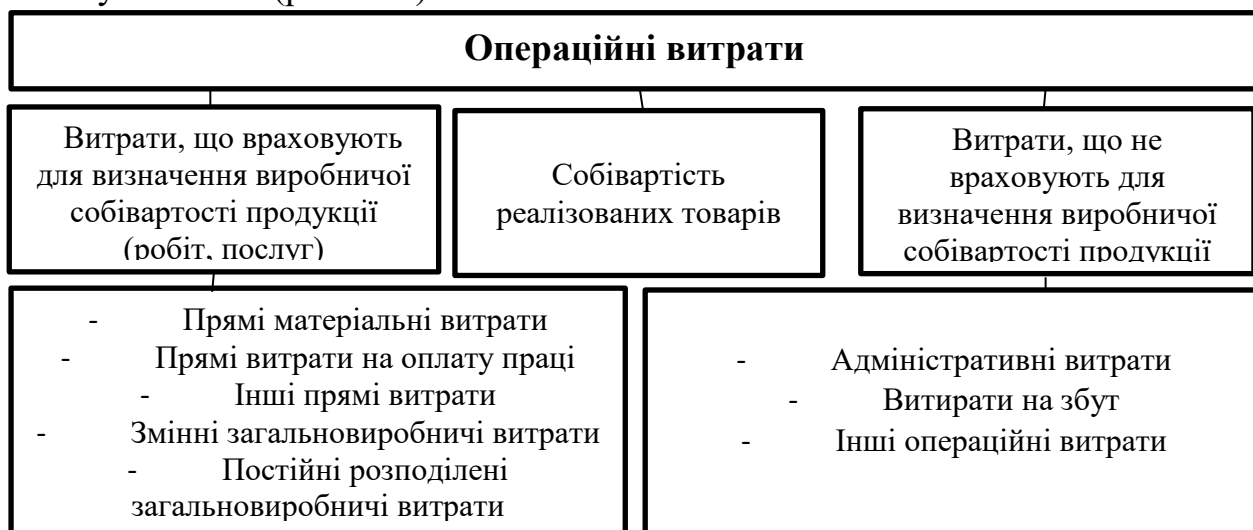 Операційні витрати
Витрати, що враховують
для визначення виробничої
собівартості продукції
(робіт, послуг)
Собівартість
реалізованих товарів
Витрати, що не
враховують для
визначення виробничої
собівартості продукції
- Прямі матеріальні витрати
- Прямі витрати на оплату праці
- Інші прямі витрати
- Змінні загальновиробничі витрати
- Постійні розподілені
загальновиробничі витрати
- Адміністративні витрати
- Витирати на збут
- Інші операційні витрати